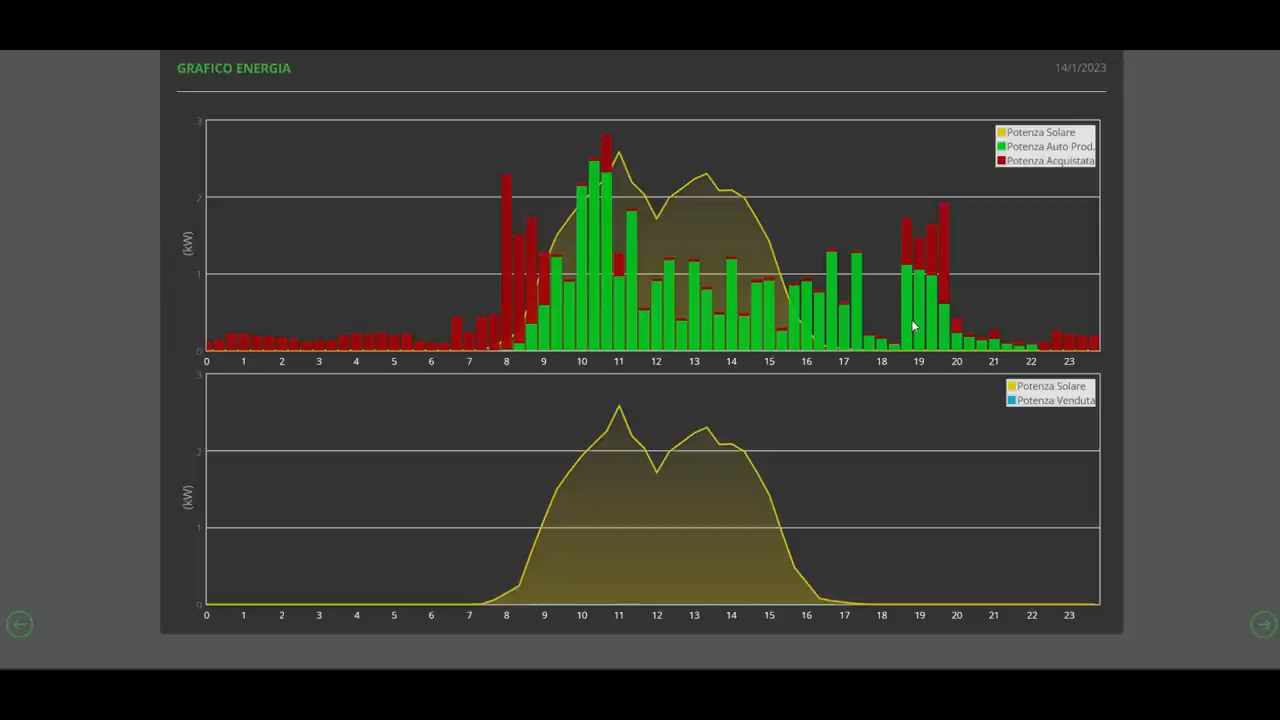 GRAFICO ENERGIA
14/1/2023
3
Potenza Solare
Potenza Auto Prod.
Potenza Acquistata
2
(kW)
1
0
0 1 2 3 4 5 6 7 8 9 10 11 12 13 14 15 16 17 18 19 20 21 22 23
3
Potenza Solare
Potenza Venduta
2
(kW)
1
0
0 1 2 3 4 5 6 7 8 9 10 11 12 13 14 15 16 17 18 19 20 21 22 23